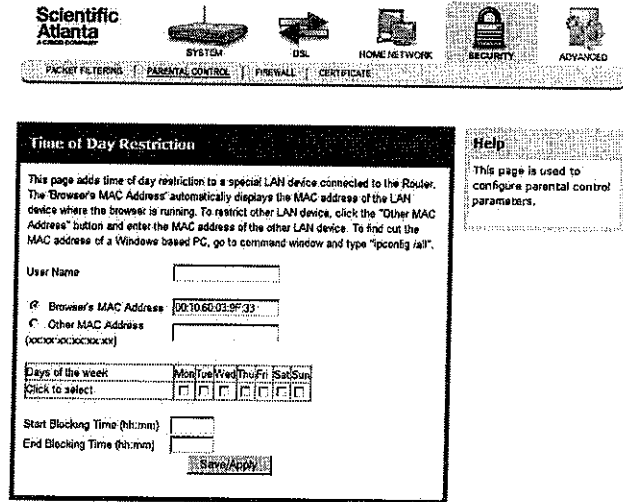 Scientific
Atlanta
A CISCO COMPANY
SYSTEM
DSL
HOME NETWORK
SECURITY
ADVANCED
PACKET FILTERING | PARENTAL CONTROL | FIREWALL | CERTIFICATE
Time of Day Restriction
This page adds time of day restriction to a special LAN device connected to the Router.
The 'Browser's MAC Address' automatically displays the MAC address of the LAN
device where the browser is running. To restrict other LAN device, click the "Other MAC
Address" button and enter the MAC address of the other LAN device. To find out the
MAC address of a Windows based PC, go to command window and type "ipconfig /all".
User Name
Browser's MAC Address 00:10:60:03:9F:33
Other MAC Address
(xx:xx:xx:xx:xx:xx)
Days of the week Mon Tue Wed Thu Fri Sat Sun
Click to select
Start Blocking Time (hh:mm)
End Blocking Time (hh:mm)
Save/Apply
Help
This page is used to
configure parental control
parameters.